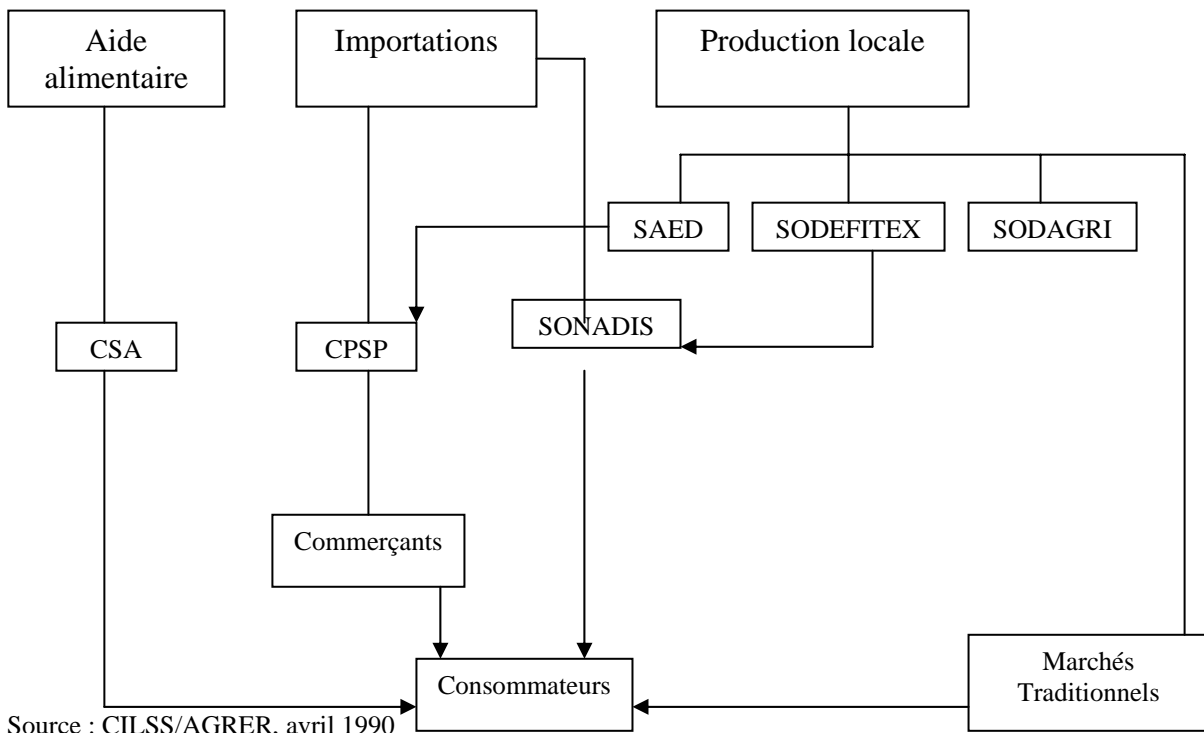 Aide
alimentaire
Importations
Production locale
SAED
SODEFITEX
SODAGRI
SONADIS
CSA
CPSP
Commerçants
Consommateurs
Marchés
Traditionnels
Source : CILSS/AGRER, avril 1990